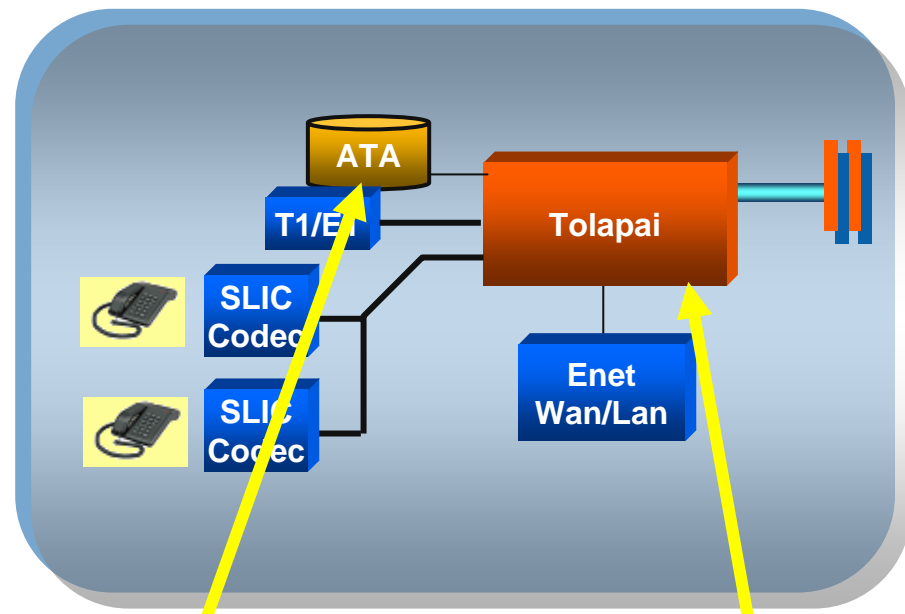 ATA
T1/E1
Tolapai
SLIC
Codec
SLIC
Codec
Enet
Wan/Lan